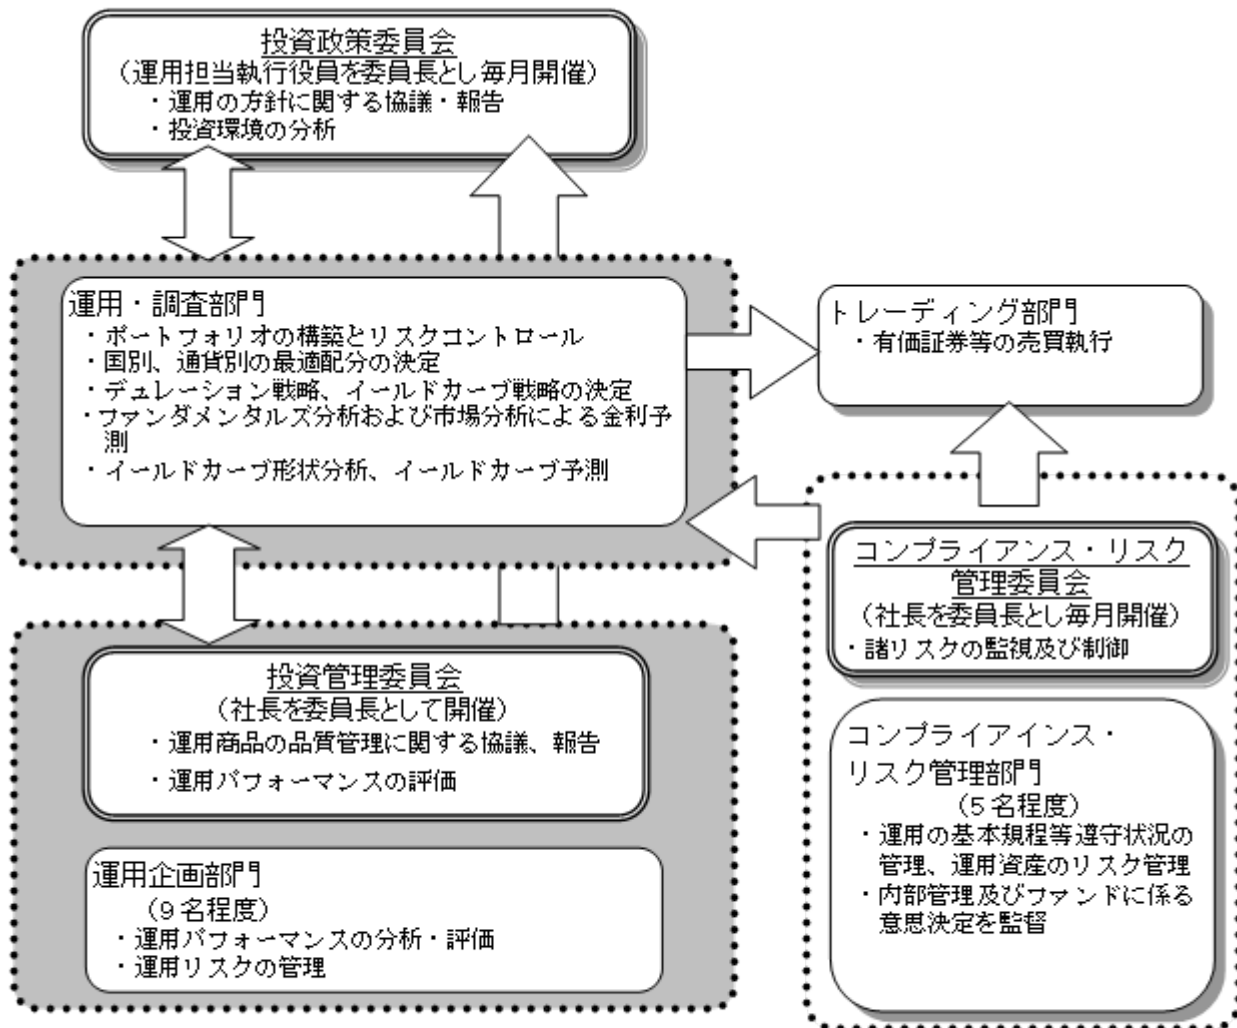 投資政策委員会
（運用担当執行役員を委員長とし毎月開催）
・運用の方針に関する協議・報告
・投資環境の分析
運用・調査部門
・ポートフォリオの構築とリスクコントロール
・国別、通貨別の最適配分の決定
・デュレーション戦略、イールドカーブ戦略の決定
・ファンダメンタルズ分析および市場分析による金利予
測
・イールドカーブ形状分析、イールドカーブ予測
トレーディング部門
・有価証券等の売買執行
コンプライアンス・リスク
管理委員会
（社長を委員長とし毎月開催）
・諸リスクの監視及び制御
投資管理委員会
（社長を委員長として開催）
・運用商品の品質管理に関する協議、報告
・運用パフォーマンスの評価
コンプライアインス・
リスク管理部門
（５名程度）
・運用の基本規程等遵守状況の
管理、運用資産のリスク管理
・内部管理及びファンドに係る
意思決定を監督
運用企画部門
（９名程度）
・運用パフォーマンスの分析・評価
・運用リスクの管理